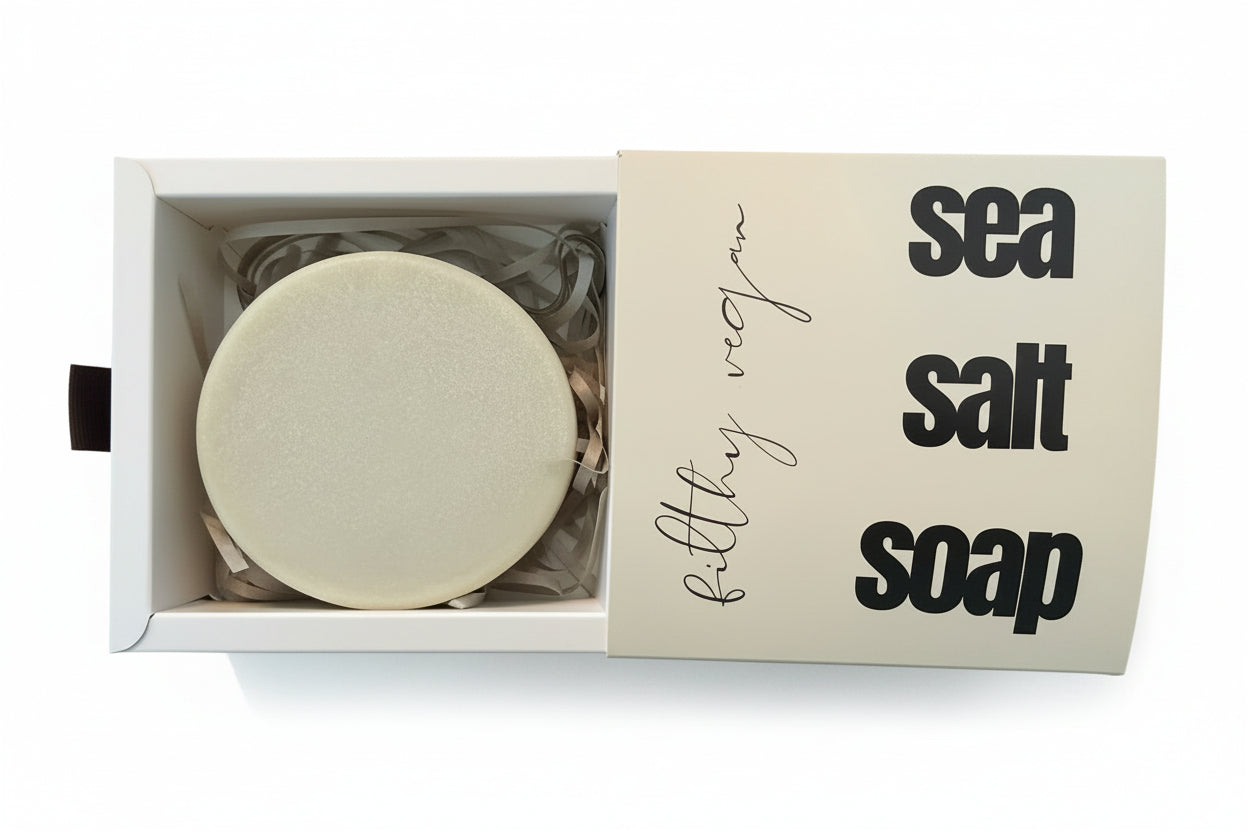 filthy vegan
sea
salt
soap